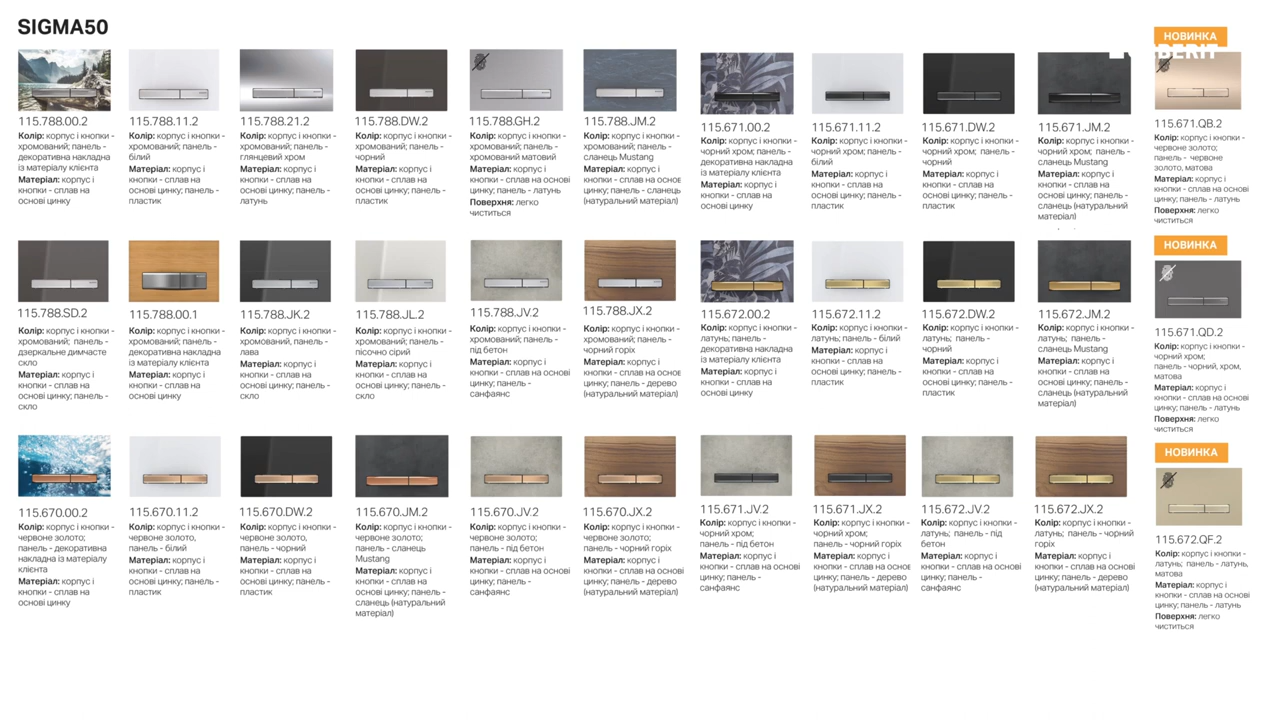 SIGMA50
115.788.00.2
Колір: корпус і кнопки -
хромований; панель -
декоративна накладна
із матеріалу клієнта
Матеріал: корпус і
кнопки - сплав на
основі цинку
115.788.11.2
Колір: корпус і кнопки -
хромований; панель -
білий
Матеріал: корпус і
кнопки - сплав на
основі цинку; панель -
пластик
115.788.21.2
Колір: корпус і кнопки -
хромований; панель -
глянцевий хром
Матеріал: корпус і
кнопки - сплав на
основі цинку; панель -
латунь
115.788.DW.2
Колір: корпус і кнопки -
хромований; панель -
чорний
Матеріал: корпус і
кнопки - сплав на
основі цинку; панель -
пластик
115.788.GH.2
Колір: корпус і кнопки -
хромований; панель -
хромований матовий
Матеріал: корпус і
кнопки - сплав на основі
цинку; панель - латунь
Поверхня: легко
чиститься
115.788.JM.2
Колір: корпус і кнопки -
хромований; панель -
сланець Mustang
Матеріал: корпус і
кнопки - сплав на основі
цинку; панель - сланець
(натуральний матеріал)
115.671.00.2
Колір: корпус і кнопки -
чорний хром; панель -
декоративна накладна
із матеріалу клієнта
Матеріал: корпус і
кнопки - сплав на
основі цинку
115.671.11.2
Колір: корпус і кнопки -
чорний хром; панель -
білий
Матеріал: корпус і
кнопки - сплав на
основі цинку; панель -
пластик
115.671.DW.2
Колір: корпус і кнопки -
чорний хром; панель -
чорний
Матеріал: корпус і
кнопки - сплав на
основі цинку; панель -
пластик
115.671.JM.2
Колір: корпус і кнопки -
чорний хром; панель -
сланець Mustang
Матеріал: корпус і
кнопки - сплав на
основі цинку; панель -
сланець (натуральний
матеріал)
НОВИНКА
115.671.QB.2
Колір: корпус і кнопки -
червоне золото;
панель - червоне
золото, матова
Матеріал: корпус і
кнопки - сплав на основі
цинку; панель - латунь
Поверхня: легко
чиститься
115.788.SD.2
Колір: корпус і кнопки -
хромований; панель -
дзеркальне димчасте
скло
Матеріал: корпус і
кнопки - сплав на
основі цинку; панель -
скло
115.788.00.1
Колір: корпус і кнопки -
хромований; панель -
декоративна накладна
із матеріалу клієнта
Матеріал: корпус і
кнопки - сплав на
основі цинку
115.788.JK.2
Колір: корпус і кнопки -
хромований; панель -
лава
Матеріал: корпус і
кнопки - сплав на
основі цинку; панель -
скло
115.788.JL.2
Колір: корпус і кнопки -
хромований; панель -
пісочно сірий
Матеріал: корпус і
кнопки - сплав на
основі цинку; панель -
скло
115.788.JV.2
Колір: корпус і кнопки -
хромований; панель -
під бетон
Матеріал: корпус і
кнопки - сплав на основі
цинку; панель -
санфаянс
115.788.JX.2
Колір: корпус і кнопки -
хромований; панель -
чорний горіх
Матеріал: корпус і
кнопки - сплав на основі
цинку; панель - дерево
(натуральний матеріал)
115.672.00.2
Колір: корпус і кнопки -
латунь; панель -
декоративна накладна
із матеріалу клієнта
Матеріал: корпус і
кнопки - сплав на
основі цинку
115.672.11.2
Колір: корпус і кнопки -
латунь; панель - білий
Матеріал: корпус і
кнопки - сплав на
основі цинку; панель -
пластик
115.672.DW.2
Колір: корпус і кнопки -
латунь; панель -
чорний
Матеріал: корпус і
кнопки - сплав на
основі цинку; панель -
пластик
115.672.JM.2
Колір: корпус і кнопки -
латунь; панель -
сланець Mustang
Матеріал: корпус і
кнопки - сплав на
основі цинку; панель -
сланець (натуральний
матеріал)
НОВИНКА
115.671.QD.2
Колір: корпус і кнопки -
чорний хром;
панель - чорний, хром,
матова
Матеріал: корпус і
кнопки - сплав на основі
цинку; панель - латунь
Поверхня: легко
чиститься
115.670.00.2
Колір: корпус і кнопки -
червоне золото;
панель - декоративна
накладна із матеріалу
клієнта
Матеріал: корпус і
кнопки - сплав на
основі цинку
115.670.11.2
Колір: корпус і кнопки -
червоне золото,
панель - білий
Матеріал: корпус і
кнопки - сплав на
основі цинку; панель -
пластик
115.670.DW.2
Колір: корпус і кнопки -
червоне золото,
панель - чорний
Матеріал: корпус і
кнопки - сплав на
основі цинку; панель -
пластик
115.670.JM.2
Колір: корпус і кнопки -
червоне золото;
панель - сланець
Mustang
Матеріал: корпус і
кнопки - сплав на
основі цинку; панель -
сланець (натуральний
матеріал)
115.670.JV.2
Колір: корпус і кнопки -
червоне золото;
панель - під бетон
Матеріал: корпус і
кнопки - сплав на основі
цинку; панель -
санфаянс
115.670.JX.2
Колір: корпус і кнопки -
червоне золото;
панель - чорний горіх
Матеріал: корпус і
кнопки - сплав на основі
цинку; панель - дерево
(натуральний матеріал)
115.671.JV.2
Колір: корпус і кнопки -
чорний хром;
панель - під бетон
Матеріал: корпус і
кнопки - сплав на основі
цинку; панель -
санфаянс
115.671.JX.2
Колір: корпус і кнопки -
чорний хром;
панель - чорний горіх
Матеріал: корпус і
кнопки - сплав на основі
цинку; панель - дерево
(натуральний матеріал)
115.672.JV.2
Колір: корпус і кнопки -
латунь; панель - під
бетон
Матеріал: корпус і
кнопки - сплав на основі
цинку; панель -
санфаянс
115.672.JX.2
Колір: корпус і кнопки -
латунь; панель - чорний
горіх
Матеріал: корпус і
кнопки - сплав на основі
цинку; панель - дерево
(натуральний матеріал)
НОВИНКА
115.672.QF.2
Колір: корпус і кнопки -
латунь; панель - латунь,
матова
Матеріал: корпус і
кнопки - сплав на основі
цинку; панель - латунь
Поверхня: легко
чиститься